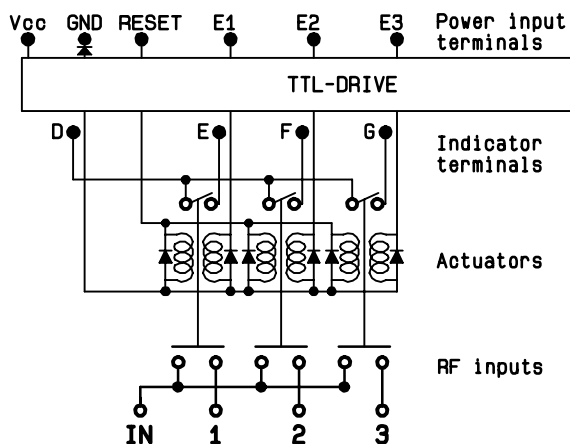 Vcc GND RESET E1 E2 E3 Power input
terminals
TTL-DRIVE
D E F G Indicator
terminals
Actuators
RF inputs
IN 1 2 3